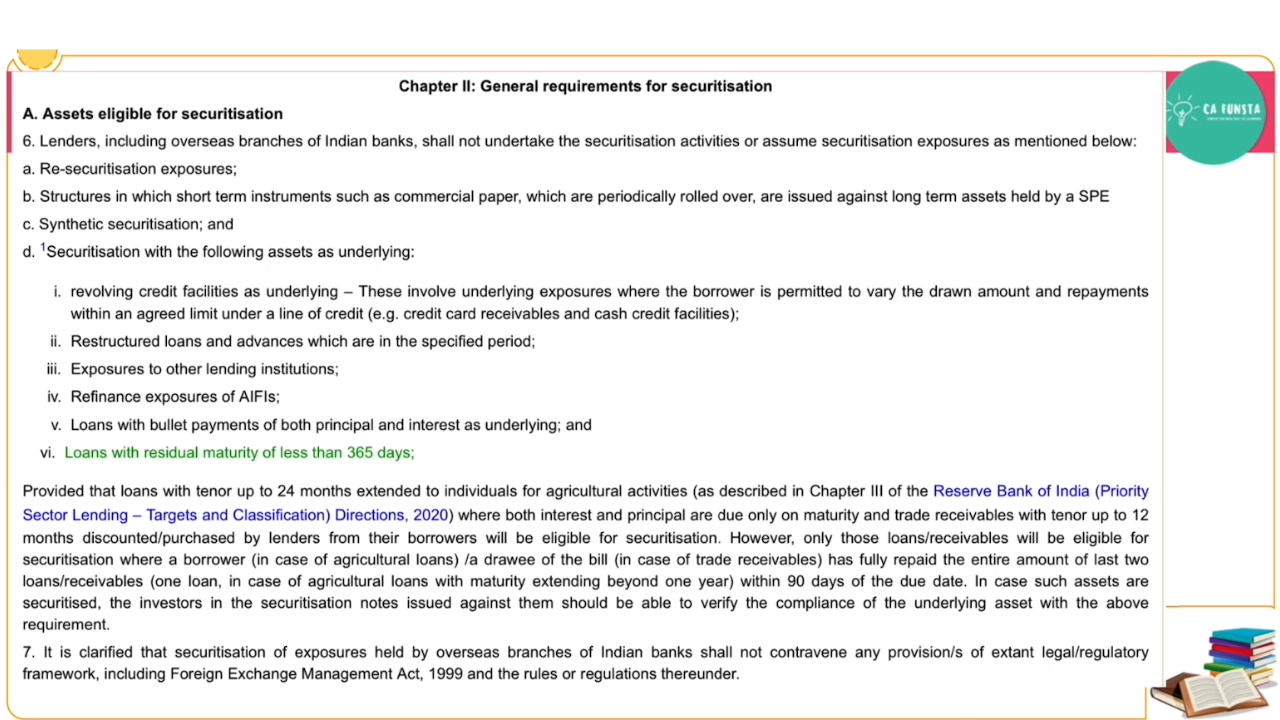 Chapter II: General requirements for securitisation
A. Assets eligible for securitisation
6. Lenders, including overseas branches of Indian banks, shall not undertake the securitisation activities or assume securitisation exposures as mentioned below:
a. Re-securitisation exposures;
b. Structures in which short term instruments such as commercial paper, which are periodically rolled over, are issued against long term assets held by a SPE
c. Synthetic securitisation; and
d. 1Securitisation with the following assets as underlying:
i. revolving credit facilities as underlying – These involve underlying exposures where the borrower is permitted to vary the drawn amount and repayments
within an agreed limit under a line of credit (e.g. credit card receivables and cash credit facilities);
ii. Restructured loans and advances which are in the specified period;
iii. Exposures to other lending institutions;
iv. Refinance exposures of AIFIs;
v. Loans with bullet payments of both principal and interest as underlying; and
vi. Loans with residual maturity of less than 365 days;
Provided that loans with tenor up to 24 months extended to individuals for agricultural activities (as described in Chapter III of the Reserve Bank of India (Priority
Sector Lending – Targets and Classification) Directions, 2020) where both interest and principal are due only on maturity and trade receivables with tenor up to 12
months discounted/purchased by lenders from their borrowers will be eligible for securitisation. However, only those loans/receivables will be eligible for
securitisation where a borrower (in case of agricultural loans) /a drawee of the bill (in case of trade receivables) has fully repaid the entire amount of last two
loans/receivables (one loan, in case of agricultural loans with maturity extending beyond one year) within 90 days of the due date. In case such assets are
securitised, the investors in the securitisation notes issued against them should be able to verify the compliance of the underlying asset with the above
requirement.
7. It is clarified that securitisation of exposures held by overseas branches of Indian banks shall not contravene any provision/s of extant legal/regulatory
framework, including Foreign Exchange Management Act, 1999 and the rules or regulations thereunder.
CA FUNSTA